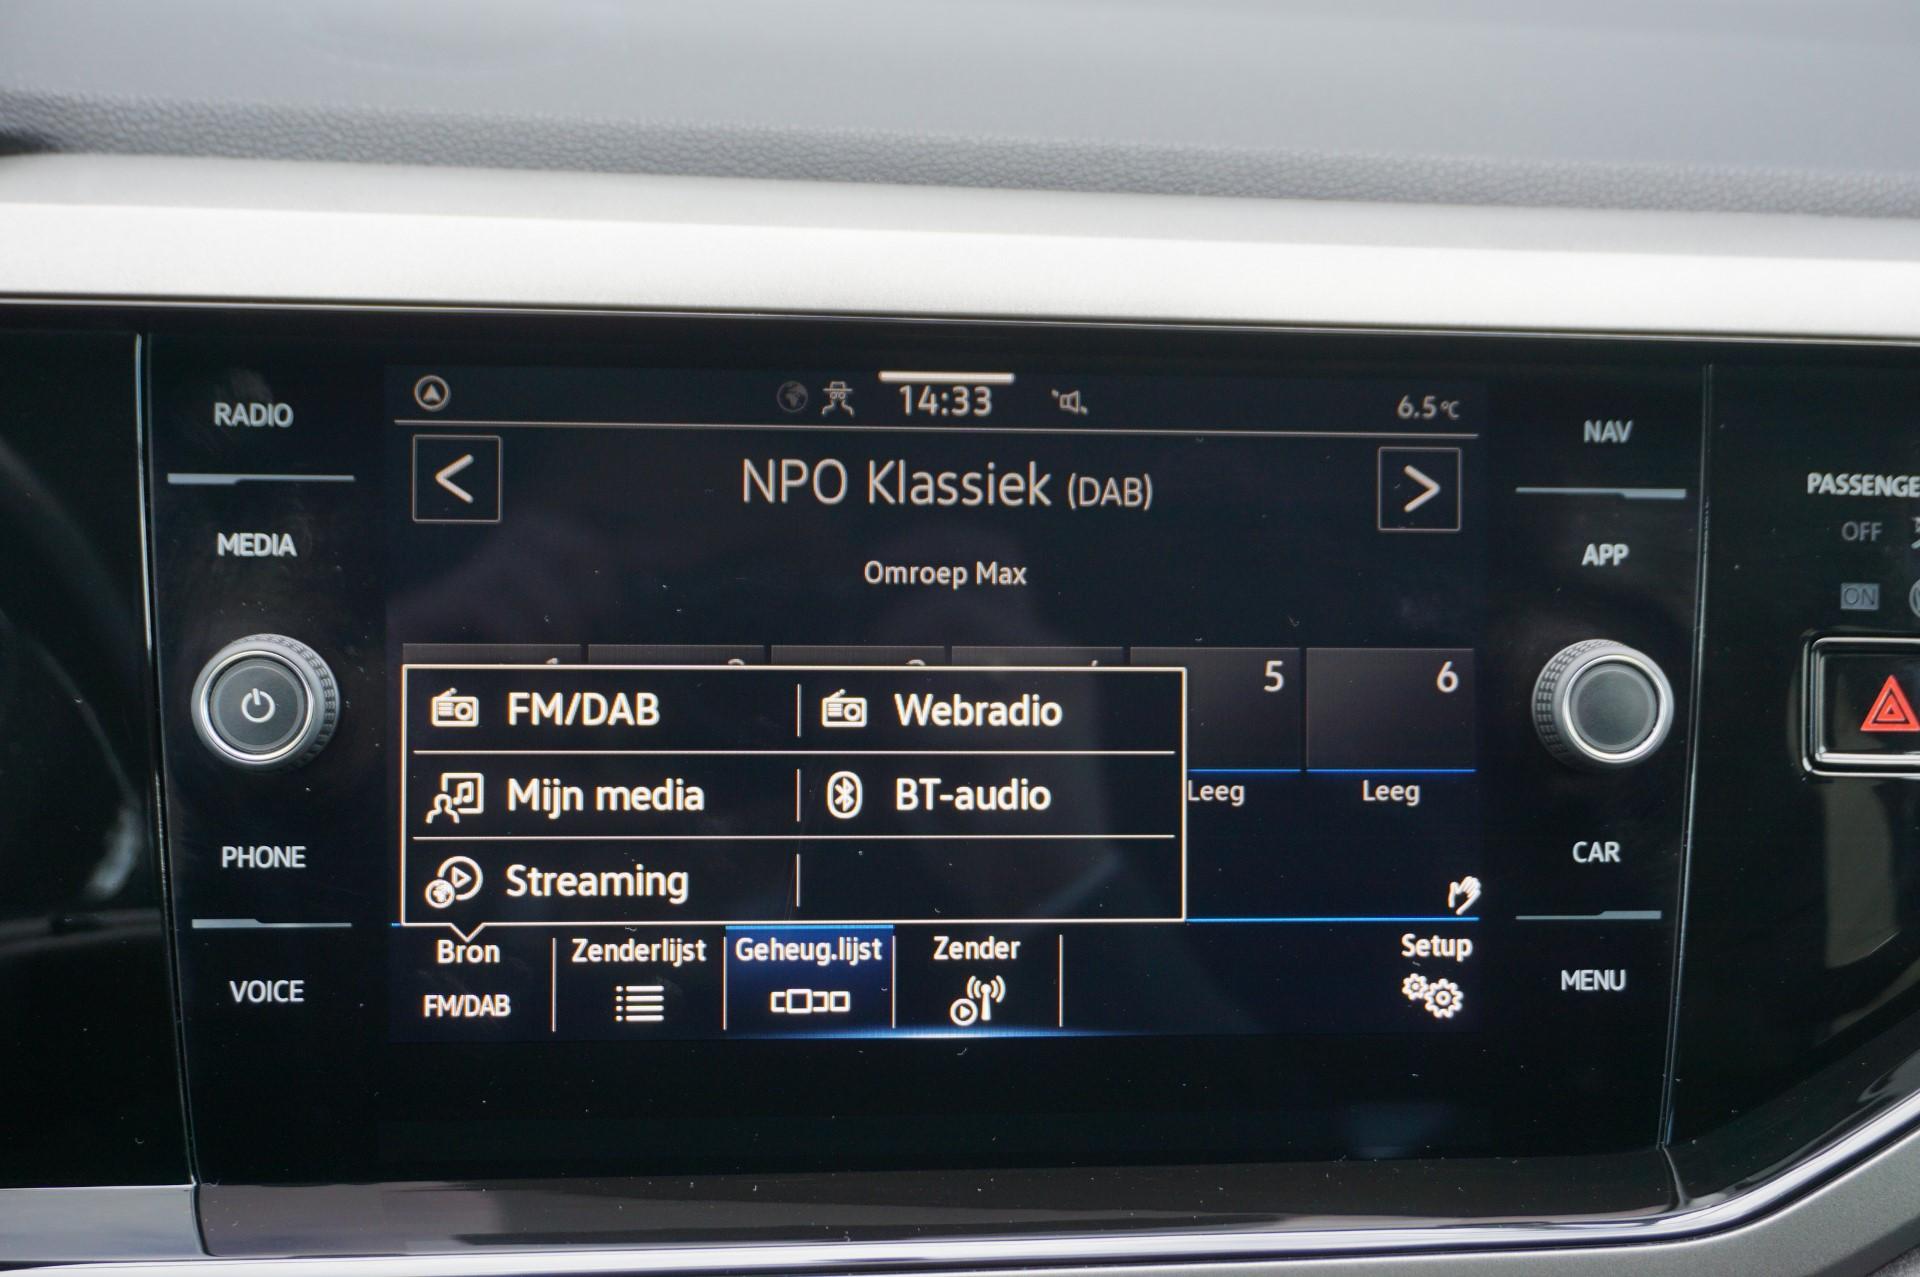 RADIO
MEDIA
PHONE
VOICE
14:33
6.5°C
<
NPO Klassiek (DAB)
>
Omroep Max
5
6
FM/DAB
Webradio
Mijn media
BT-audio
Streaming
Leeg
Leeg
Bron
FM/DAB
Zenderlijst
Geheug.lijst
Zender
Setup
NAV
APP
CAR
MENU
PASSENGE
OFF
ON